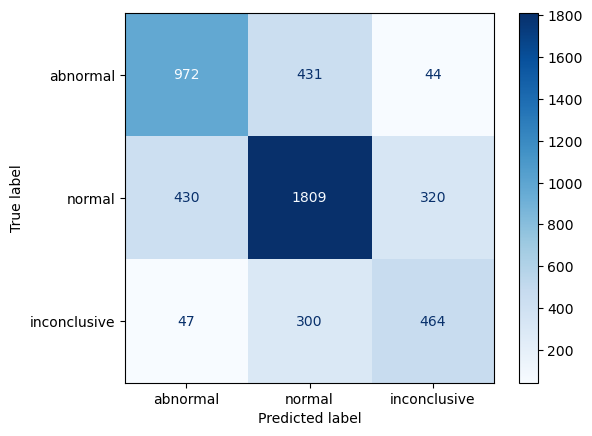 abnormal 972 431 44
normal 430 1809 320
inconclusive 47 300 464
abnormal normal inconclusive
Predicted label
True label
1800
1600
1400
1200
1000
800
600
400
200